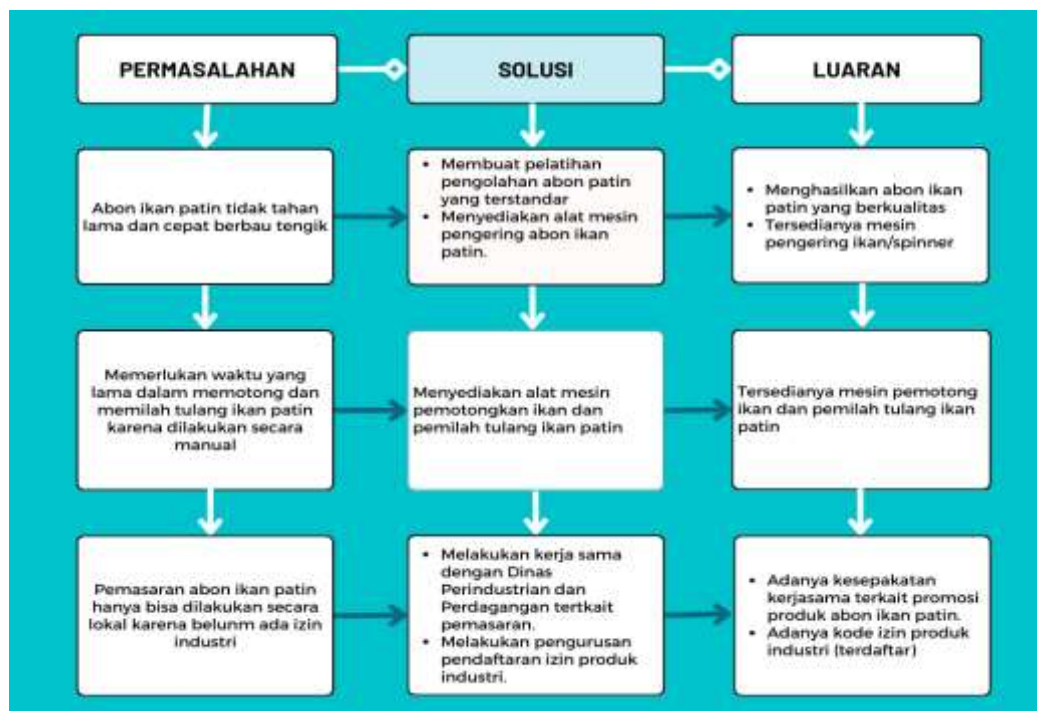 PERMASALAHAN
SOLUSI
LUARAN
Abon ikan patin tidak tahan
lama dan cepat berbau tengik
• Membuat pelatihan
pengolahan abon patin
yang terstandar
• Menyediakan alat mesin
pengering abon ikan
patin.
• Menghasilkan abon ikan
patin yang berkualitas
• Tersedianya mesin
pengering ikan/spinner
Memerlukan waktu yang
lama dalam memotong dan
memilah tulang ikan patin
karena dilakukan secara
manual
Menyediakan alat mesin
pemotongkan ikan dan
pemilah tulang ikan patin
Tersedianya mesin pemotong
ikan dan pemilah tulang ikan
patin
Pemasaran abon ikan patin
hanya bisa dilakukan secara
lokal karena belunm ada izin
industri
• Melakukan kerja sama
dengan Dinas
Perindustrian dan
Perdagangan tertkait
pemasaran.
• Melakukan pengurusan
pendaftaran izin produk
industri.
• Adanya kesepakatan
kerjasama terkait promosi
produk abon ikan patin.
• Adanya kode izin produk
industri (terdaftar)